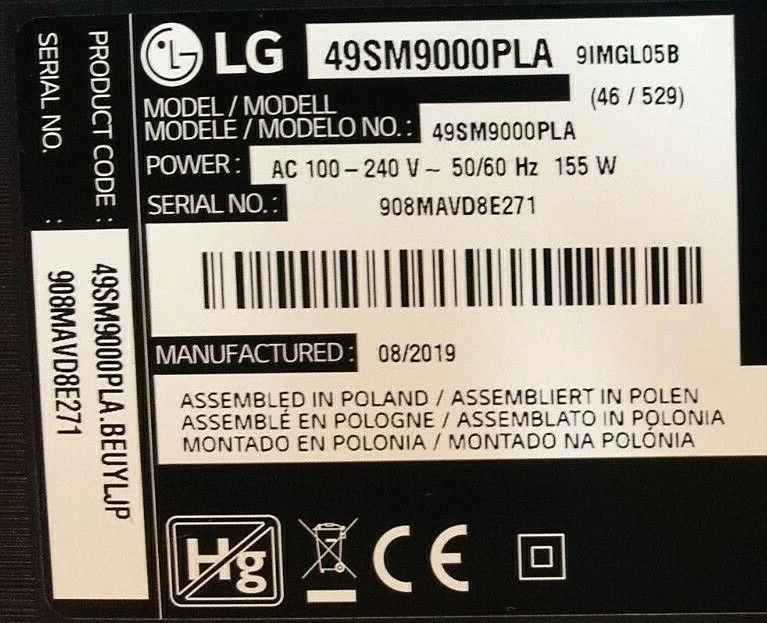 LG 49SM9000PLA 9IMGL05B
(46 / 529)
MODEL / MODELL
MODELE / MODELO NO. : 49SM9000PLA
POWER : AC 100 – 240 V ~ 50/60 Hz 155 W
SERIAL NO. : 908MAVD8E271
MANUFACTURED : 08/2019
ASSEMBLED IN POLAND / ASSEMBLIERT IN POLEN
ASSEMBLÉ EN POLOGNE / ASSEMBLATO IN POLONIA
MONTADO EN POLONIA / MONTADO NA POLÓNIA
Hg CE
PRODUCT CODE : 49SM9000PLA.BEUYLJP
SERIAL NO. : 908MAVD8E271